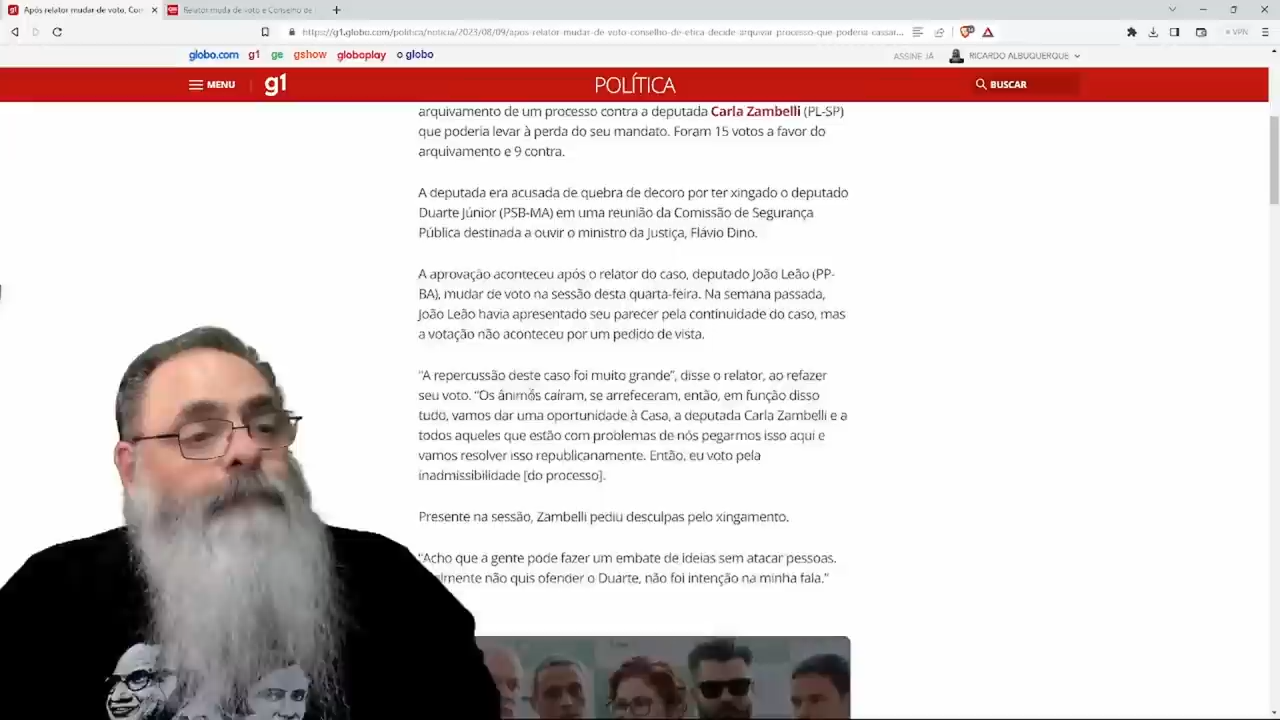 Após relator mudar de voto, Con
Relator muda de voto e Conselho de
https://g1.globo.com/politica/noticia/2023/08/09/apos-relator-mudar-de-voto-conselho-de-etica-decide-arquivar-processo-que-poderia-cassar...
VPN
globo.com g1 ge gshow globoplay o globo
ASSINE JÁ
RICARDO ALBUQUERQUE
MENU g1
POLÍTICA
BUSCAR
arquivamento de um processo contra a deputada Carla Zambelli (PL-SP)
que poderia levar à perda do seu mandato. Foram 15 votos a favor do
arquivamento e 9 contra.
A deputada era acusada de quebra de decoro por ter xingado o deputado
Duarte Júnior (PSB-MA) em uma reunião da Comissão de Segurança
Pública destinada a ouvir o ministro da Justiça, Flávio Dino.
A aprovação aconteceu após o relator do caso, deputado João Leão (PP-
BA), mudar de voto na sessão desta quarta-feira. Na semana passada,
João Leão havia apresentado seu parecer pela continuidade do caso, mas
a votação não aconteceu por um pedido de vista.
"A repercussão deste caso foi muito grande", disse o relator, ao refazer
seu voto. "Os ânimos caíram, se arrefeceram, então, em função disso
tudo, vamos dar uma oportunidade à Casa, a deputada Carla Zambelli e a
todos aqueles que estão com problemas de nós pegarmos isso aqui e
vamos resolver isso republicanamente. Então, eu voto pela
inadmissibilidade [do processo].
Presente na sessão, Zambelli pediu desculpas pelo xingamento.
"Acho que a gente pode fazer um embate de ideias sem atacar pessoas.
não quis ofender o Duarte, não foi intenção na minha fala."